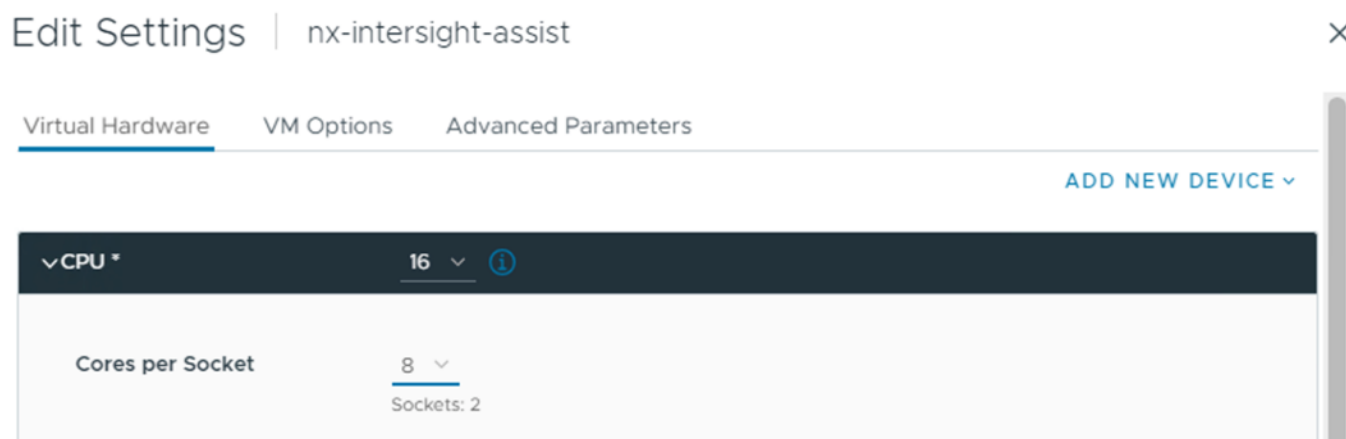 Edit Settings | nx-intersight-assist
Virtual Hardware VM Options Advanced Parameters
ADD NEW DEVICE
CPU * 16
Cores per Socket 8
Sockets: 2